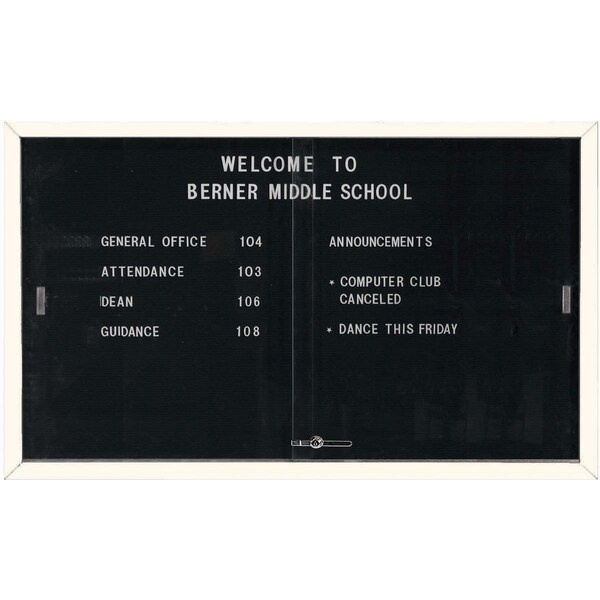 WELCOME TO
BERNER MIDDLE SCHOOL
GENERAL OFFICE 104
ATTENDANCE 103
DEAN 106
GUIDANCE 108
ANNOUNCEMENTS
* COMPUTER CLUB
CANCELED
* DANCE THIS FRIDAY